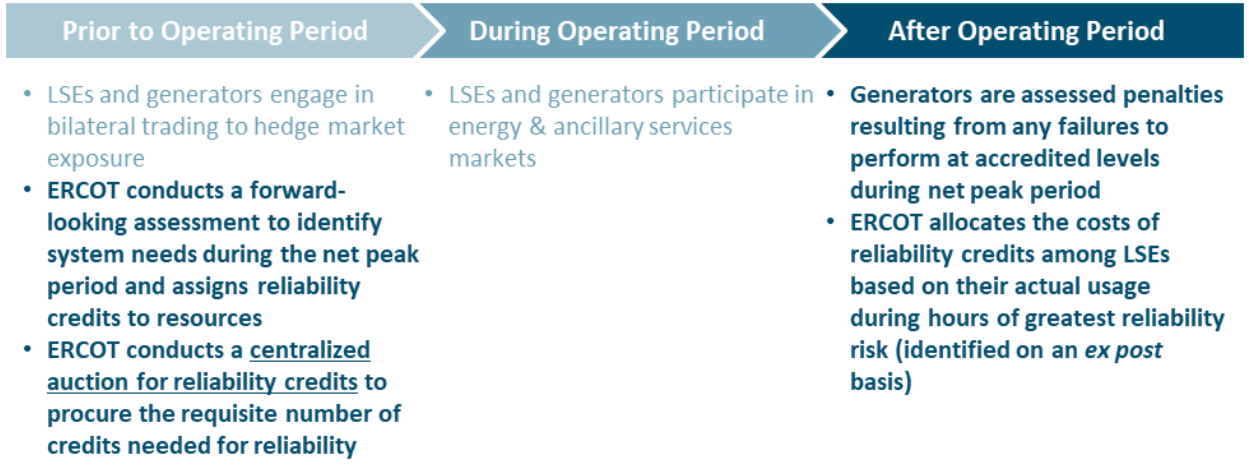 Prior to Operating Period
During Operating Period
After Operating Period
• LSEs and generators engage in
bilateral trading to hedge market
exposure
• ERCOT conducts a forward-
looking assessment to identify
system needs during the net peak
period and assigns reliability
credits to resources
• ERCOT conducts a centralized
auction for reliability credits to
procure the requisite number of
credits needed for reliability
• LSEs and generators participate in
energy & ancillary services
markets
• Generators are assessed penalties
resulting from any failures to
perform at accredited levels
during net peak period
• ERCOT allocates the costs of
reliability credits among LSEs
based on their actual usage
during hours of greatest reliability
risk (identified on an ex post
basis)